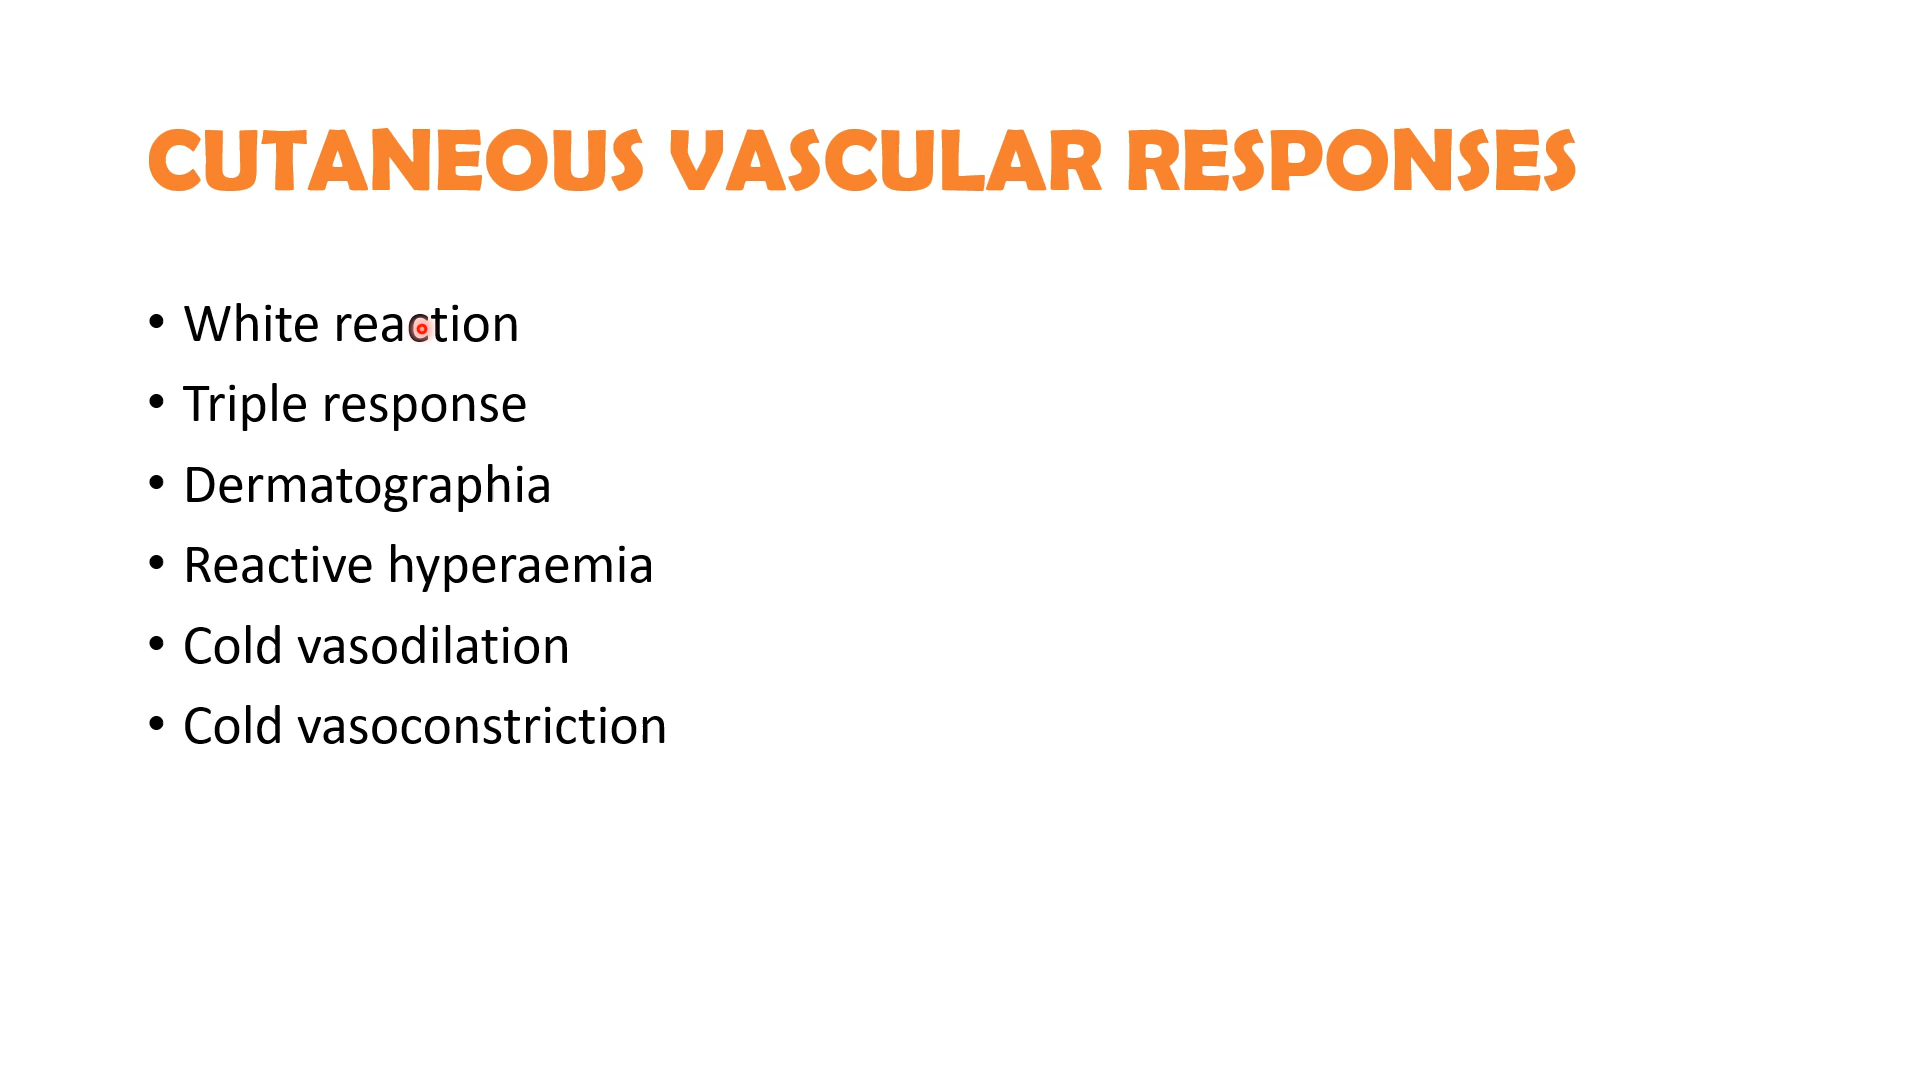 CUTANEOUS VASCULAR RESPONSES
• White reaction
• Triple response
• Dermatographia
• Reactive hyperaemia
• Cold vasodilation
• Cold vasoconstriction